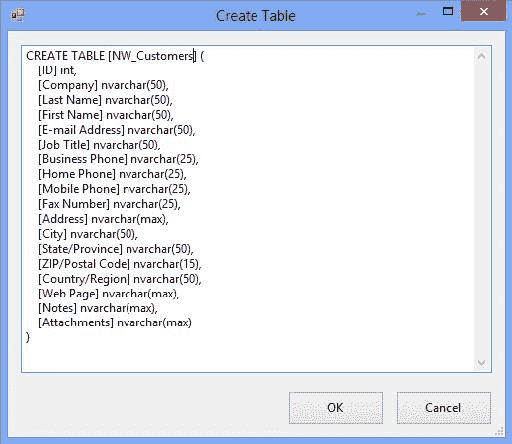 Create Table
CREATE TABLE [NW_Customers] (
[ID] int,
[Company] nvarchar(50),
[Last Name] nvarchar(50),
[First Name] nvarchar(50),
[E-mail Address] nvarchar(50),
[Job Title] nvarchar(50),
[Business Phone] nvarchar(25),
[Home Phone] nvarchar(25),
[Mobile Phone] nvarchar(25),
[Fax Number] nvarchar(25),
[Address] nvarchar(max),
[City] nvarchar(50),
[State/Province] nvarchar(50),
[ZIP/Postal Code] nvarchar(15),
[Country/Region] nvarchar(50),
[Web Page] nvarchar(max),
[Notes] nvarchar(max),
[Attachments] nvarchar(max)
)
OK Cancel